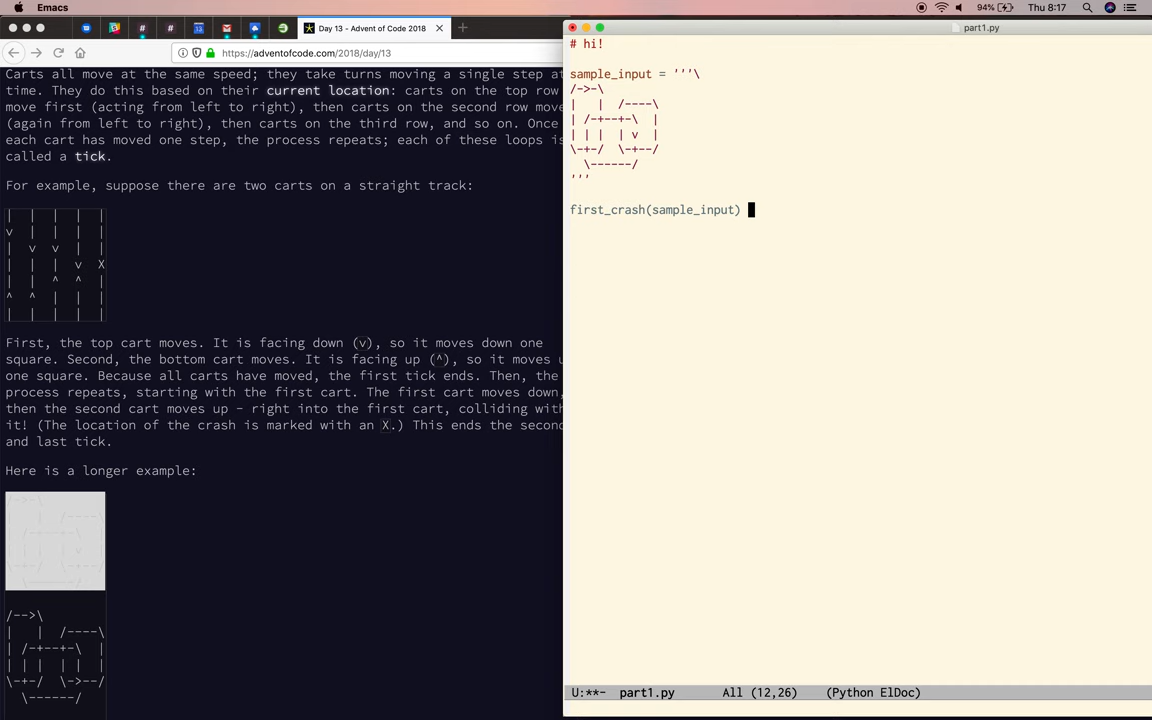 Emacs
94%
Thu 8:17
Day 13 - Advent of Code 2018
https://adventofcode.com/2018/day/13
Carts all move at the same speed; they take turns moving a single step at
time. They do this based on their current location: carts on the top row
move first (acting from left to right), then carts on the second row move
(again from left to right), then carts on the third row, and so on. Once
each cart has moved one step, the process repeats; each of these loops is
called a tick.
For example, suppose there are two carts on a straight track:
|  |  |  |  |
v  |  |  |  |
|  v  v  |  |
|  |  |  v  X
|  |  ^  ^  |
^  ^  |  |  |
|  |  |  |  |
First, the top cart moves. It is facing down (v), so it moves down one
square. Second, the bottom cart moves. It is facing up (^), so it moves u
one square. Because all carts have moved, the first tick ends. Then, the
process repeats, starting with the first cart. The first cart moves down,
then the second cart moves up - right into the first cart, colliding with
it! (The location of the crash is marked with an X.) This ends the second
and last tick.
Here is a longer example:
/-->\
|   |  /----\
| /-+--+-\  |
| | |  | |  |
\-+-/  \->--/
  \------/
part1.py
# hi!
sample_input = '''\
/->-\
|   |  /----\
| /-+--+-\  |
| | |  | v  |
\-+-/  \-+--/
  \------/
'''
first_crash(sample_input)
U:**-  part1.py  All (12,26)  (Python ElDoc)